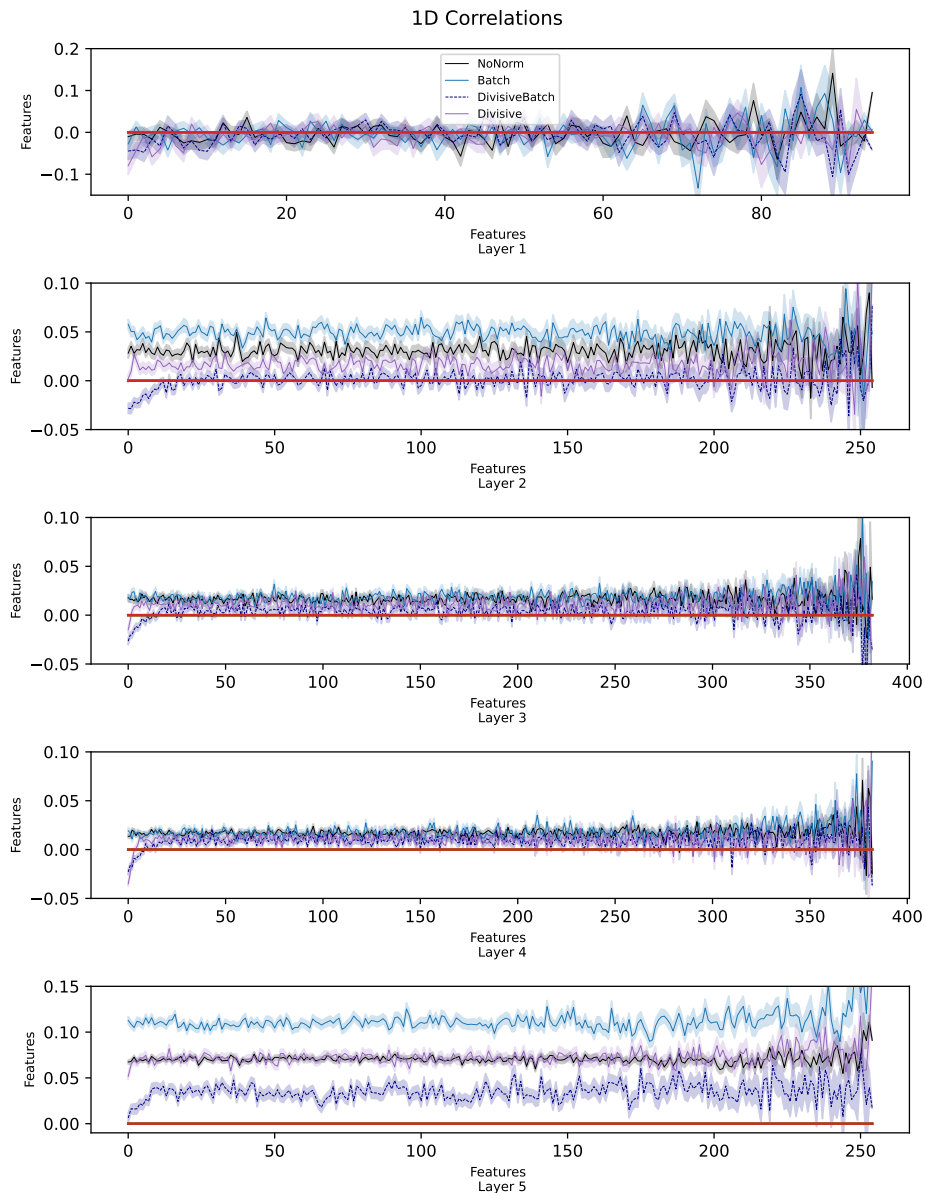 1D Correlations
0.2
0.1
0.0
−0.1
Features
NoNorm
Batch
DivisiveBatch
Divisive
0 20 40 60 80
Features
Layer 1
0.10
0.05
0.00
−0.05
Features
0 50 100 150 200 250
Features
Layer 2
0.10
0.05
0.00
−0.05
Features
0 50 100 150 200 250 300 350 400
Features
Layer 3
0.10
0.05
0.00
−0.05
Features
0 50 100 150 200 250 300 350 400
Features
Layer 4
0.15
0.10
0.05
0.00
Features
0 50 100 150 200 250
Features
Layer 5